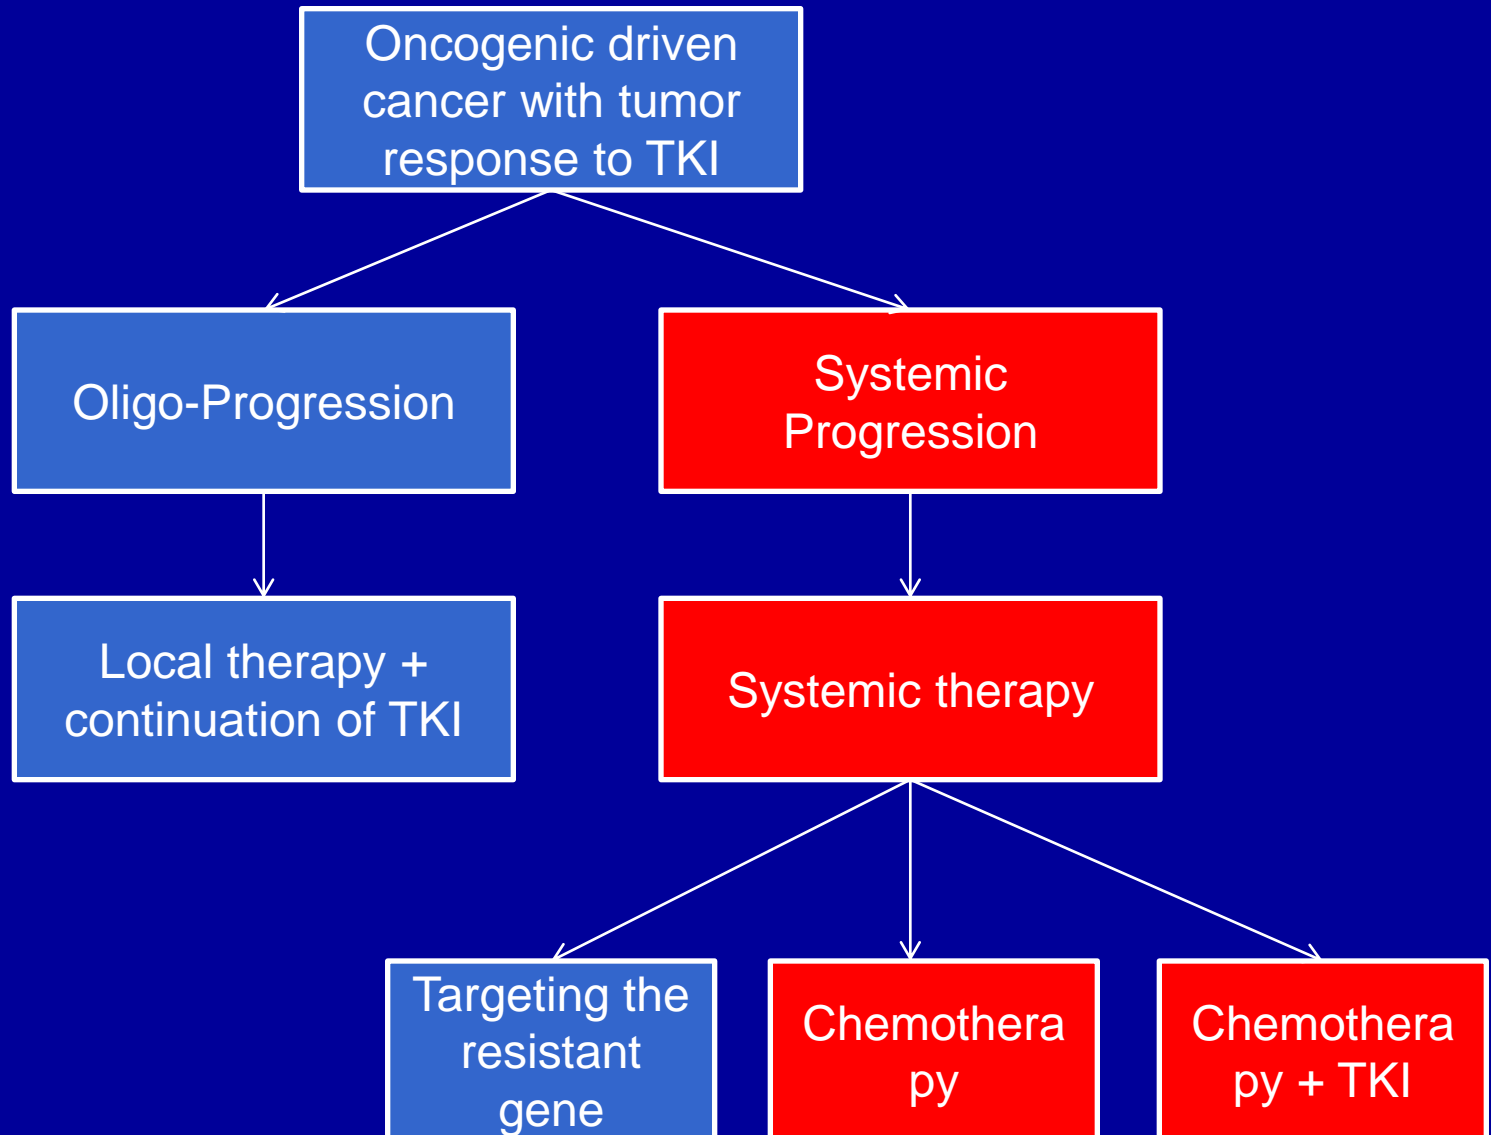 Oncogenic driven
cancer with tumor
response to TKI
Oligo-Progression
Systemic
Progression
Local therapy +
continuation of TKI
Systemic therapy
Targeting the
resistant
gene
Chemothera
py
Chemothera
py + TKI